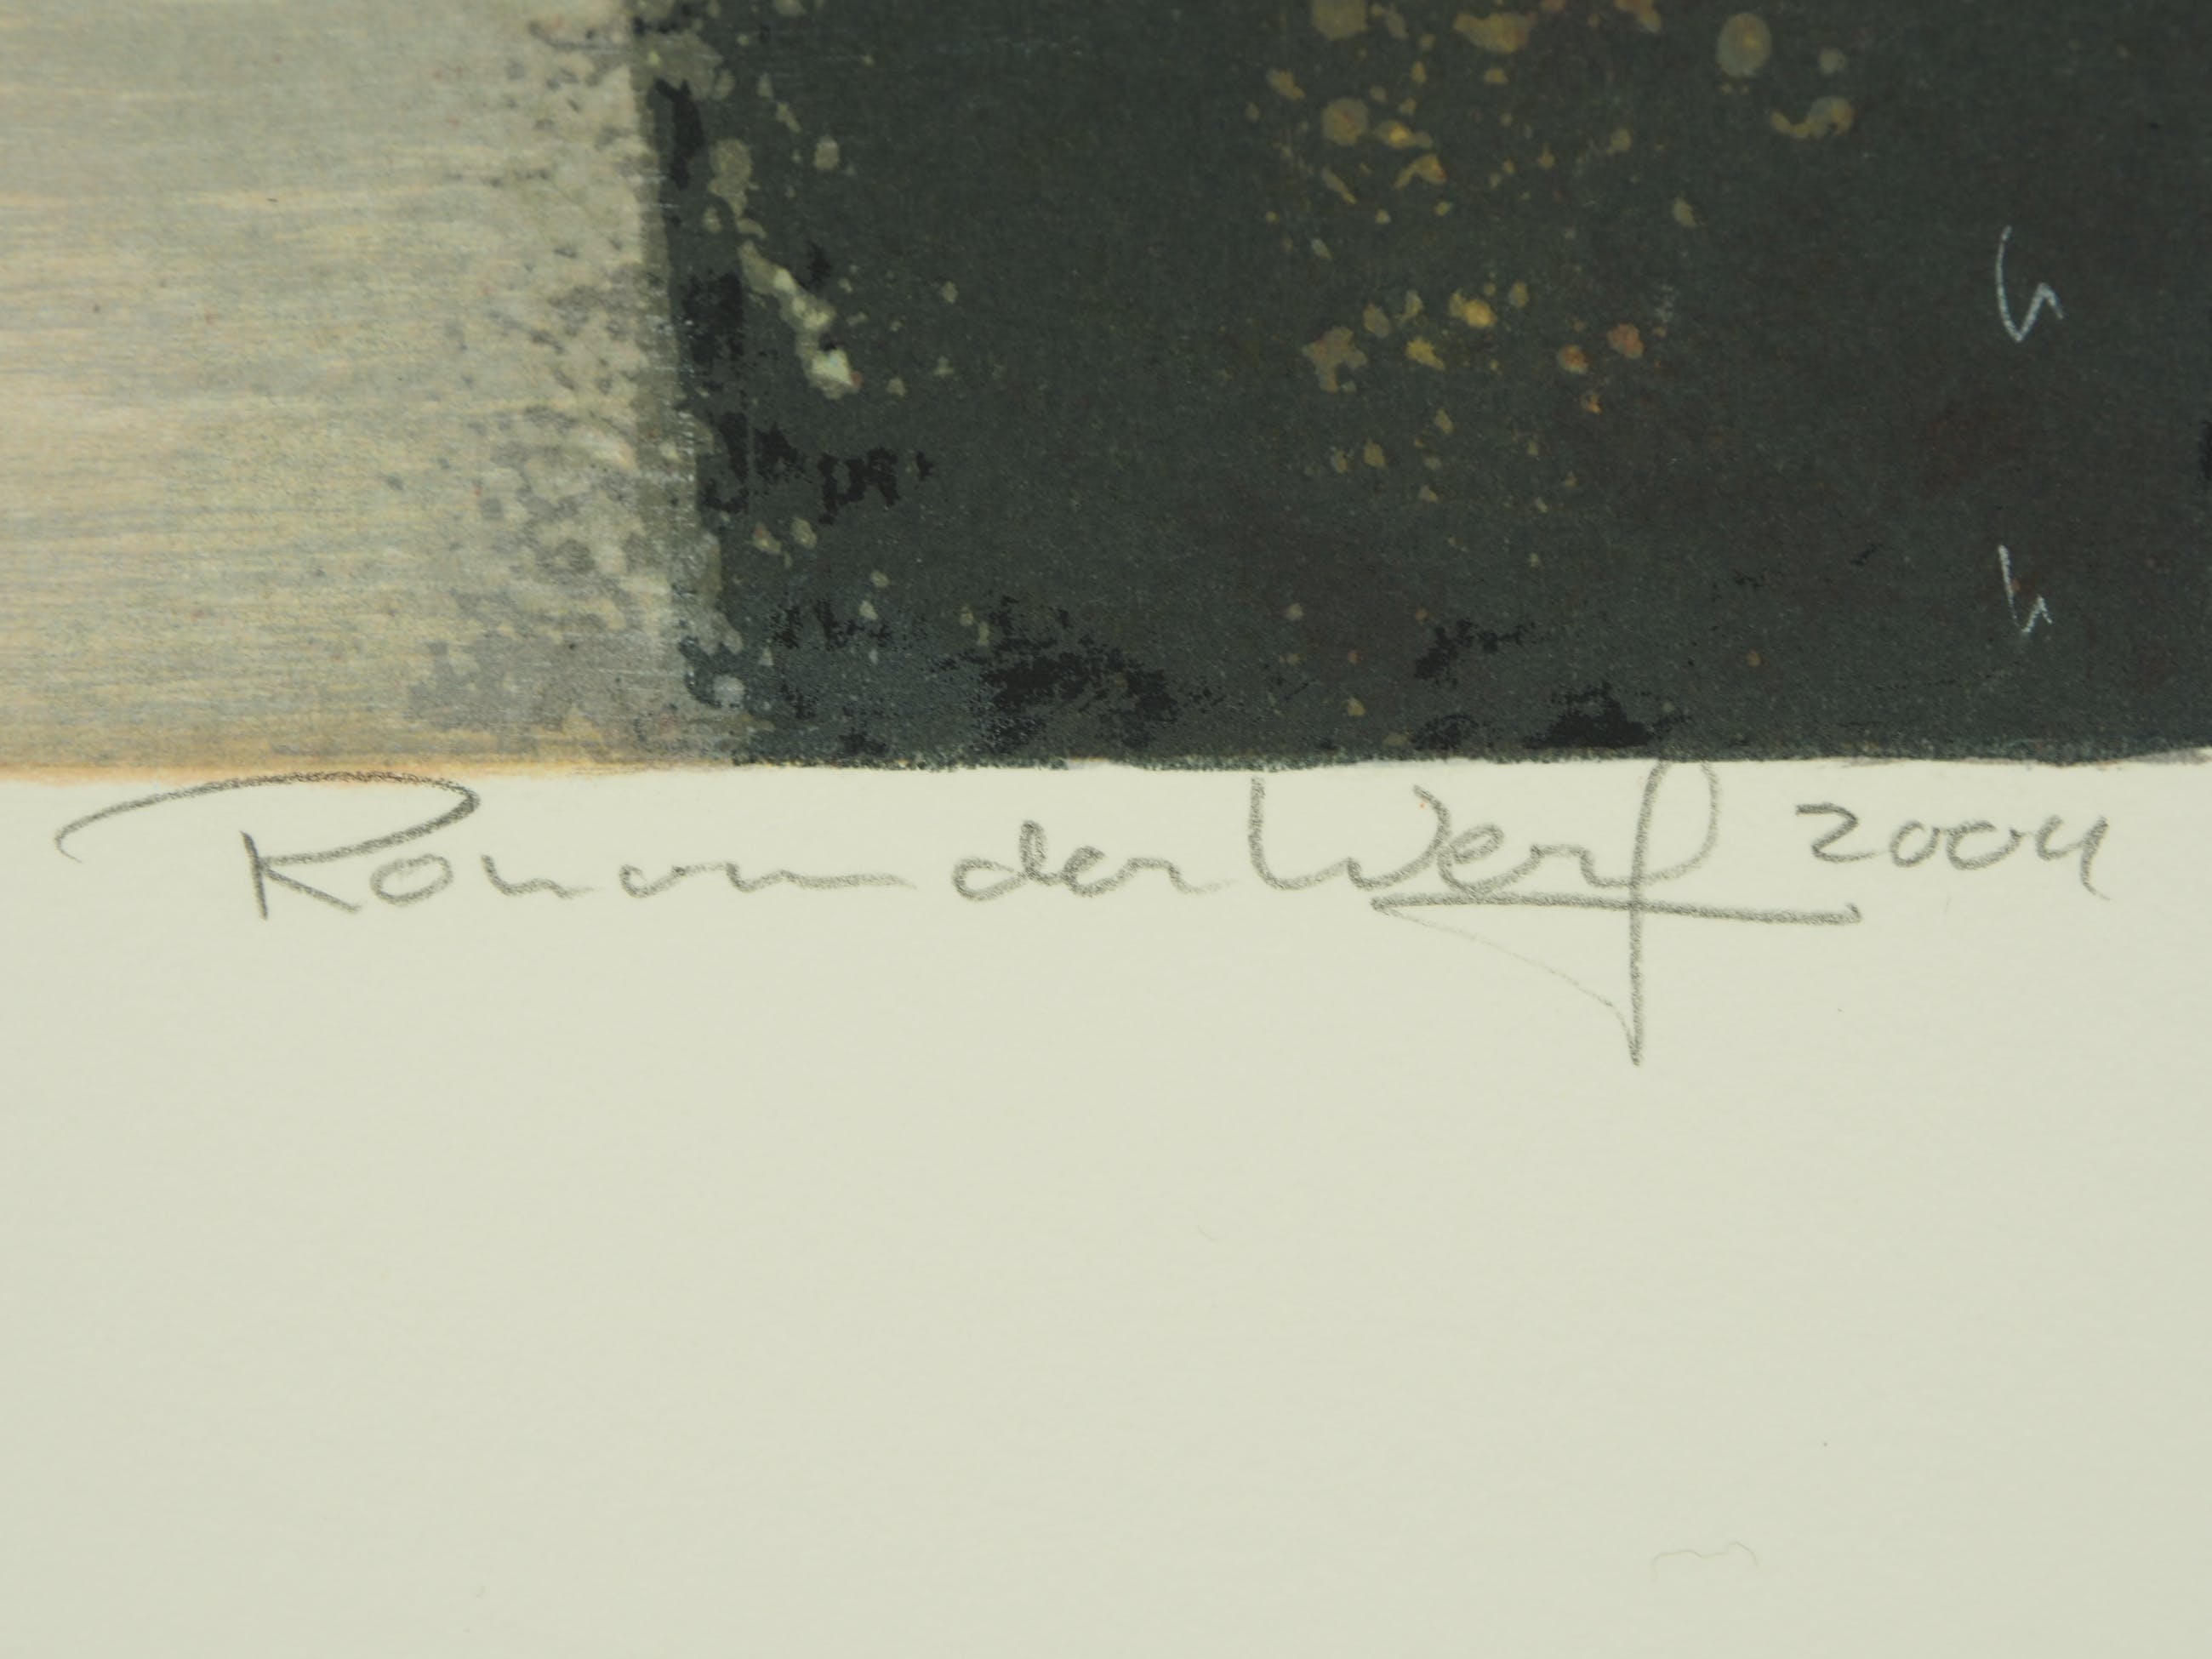 Ron van der Werf 2004